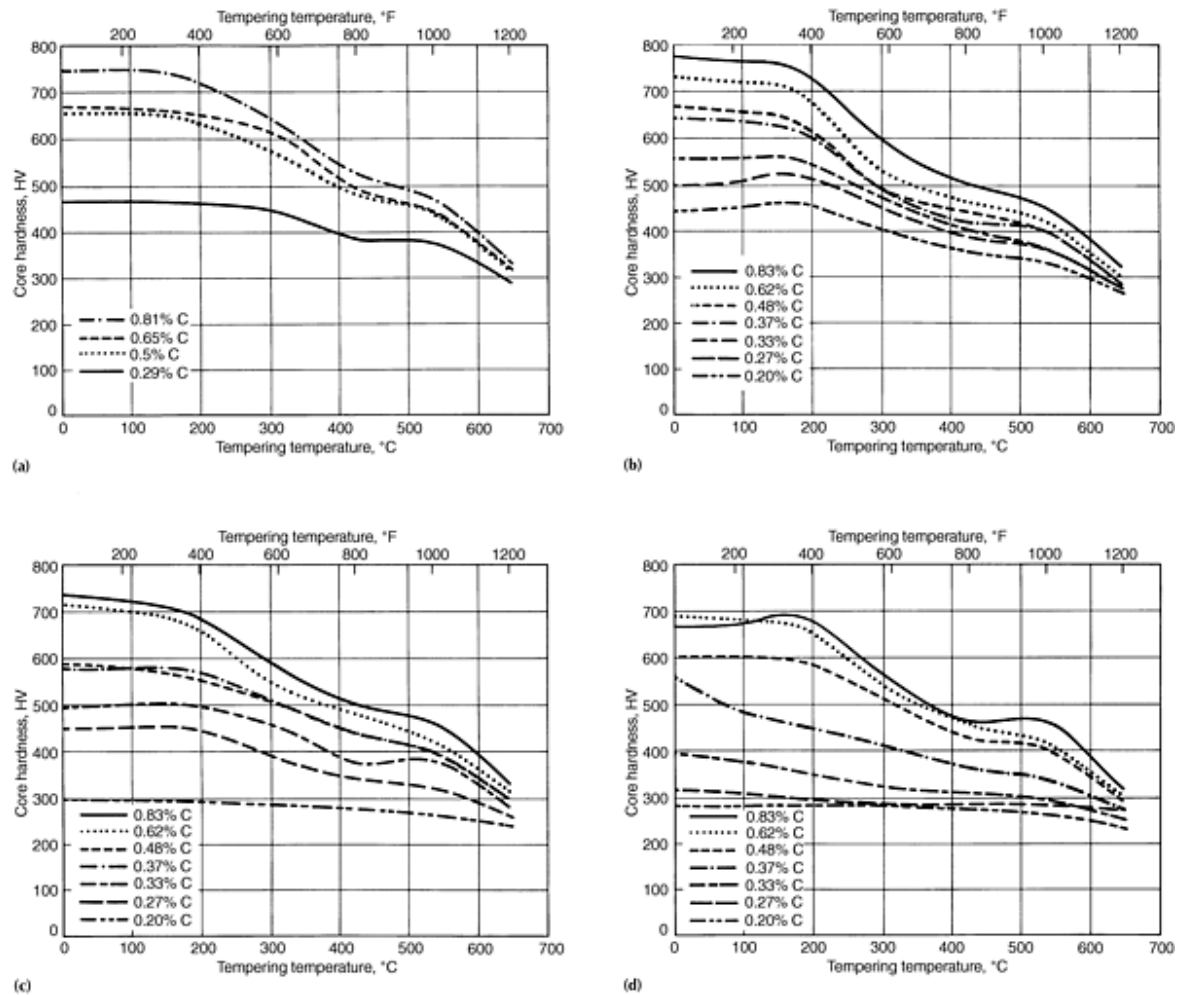 Tempering temperature, °F
200 400 600 800 1000 1200
800
700
600
500
400
300
200
100
0
Core hardness, HV
0.81% C
0.65% C
0.5% C
0.29% C
0 100 200 300 400 500 600 700
Tempering temperature, °C
(a)
Tempering temperature, °F
200 400 600 800 1000 1200
800
700
600
500
400
300
200
100
0
Core hardness, HV
0.83% C
0.62% C
0.48% C
0.37% C
0.33% C
0.27% C
0.20% C
0 100 200 300 400 500 600 700
Tempering temperature, °C
(b)
Tempering temperature, °F
200 400 600 800 1000 1200
800
700
600
500
400
300
200
100
0
Core hardness, HV
0.83% C
0.62% C
0.48% C
0.37% C
0.33% C
0.27% C
0.20% C
0 100 200 300 400 500 600 700
Tempering temperature, °C
(c)
Tempering temperature, °F
200 400 600 800 1000 1200
800
700
600
500
400
300
200
100
0
Core hardness, HV
0.83% C
0.62% C
0.48% C
0.37% C
0.33% C
0.27% C
0.20% C
0 100 200 300 400 500 600 700
Tempering temperature, °C
(d)